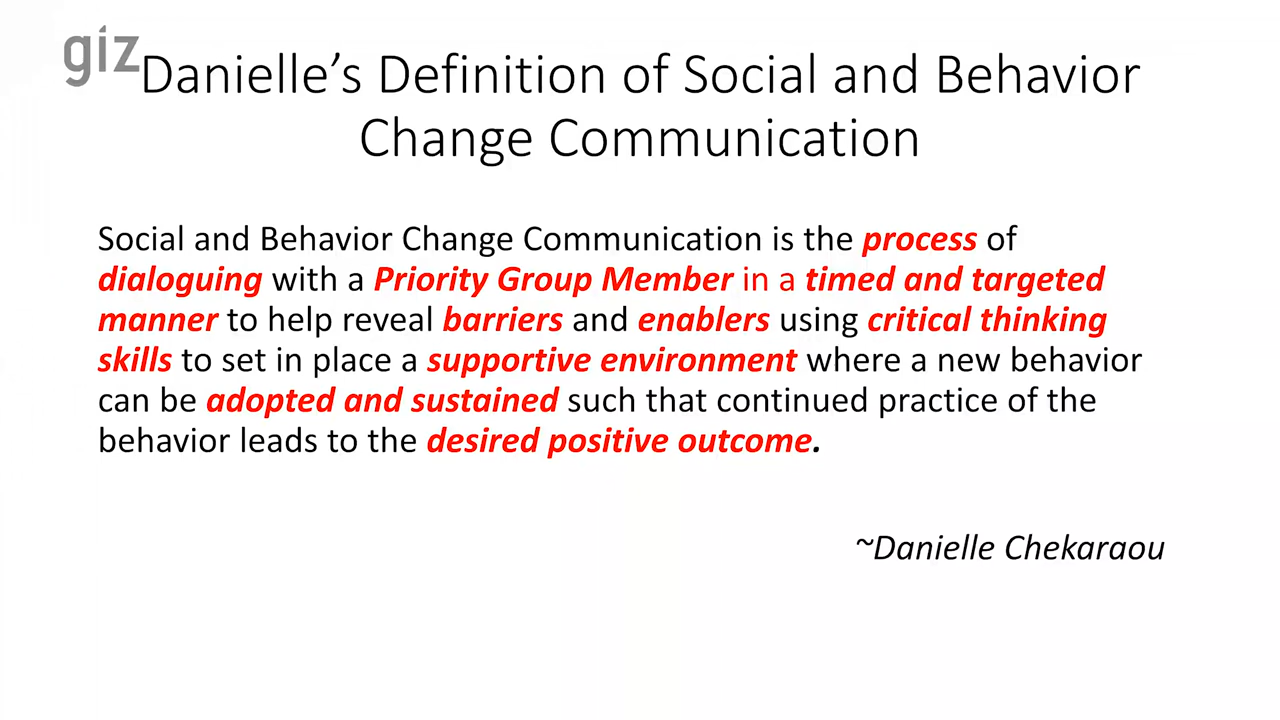 giz
Danielle’s Definition of Social and Behavior
Change Communication
Social and Behavior Change Communication is the process of
dialoguing with a Priority Group Member in a timed and targeted
manner to help reveal barriers and enablers using critical thinking
skills to set in place a supportive environment where a new behavior
can be adopted and sustained such that continued practice of the
behavior leads to the desired positive outcome.
~Danielle Chekaraou